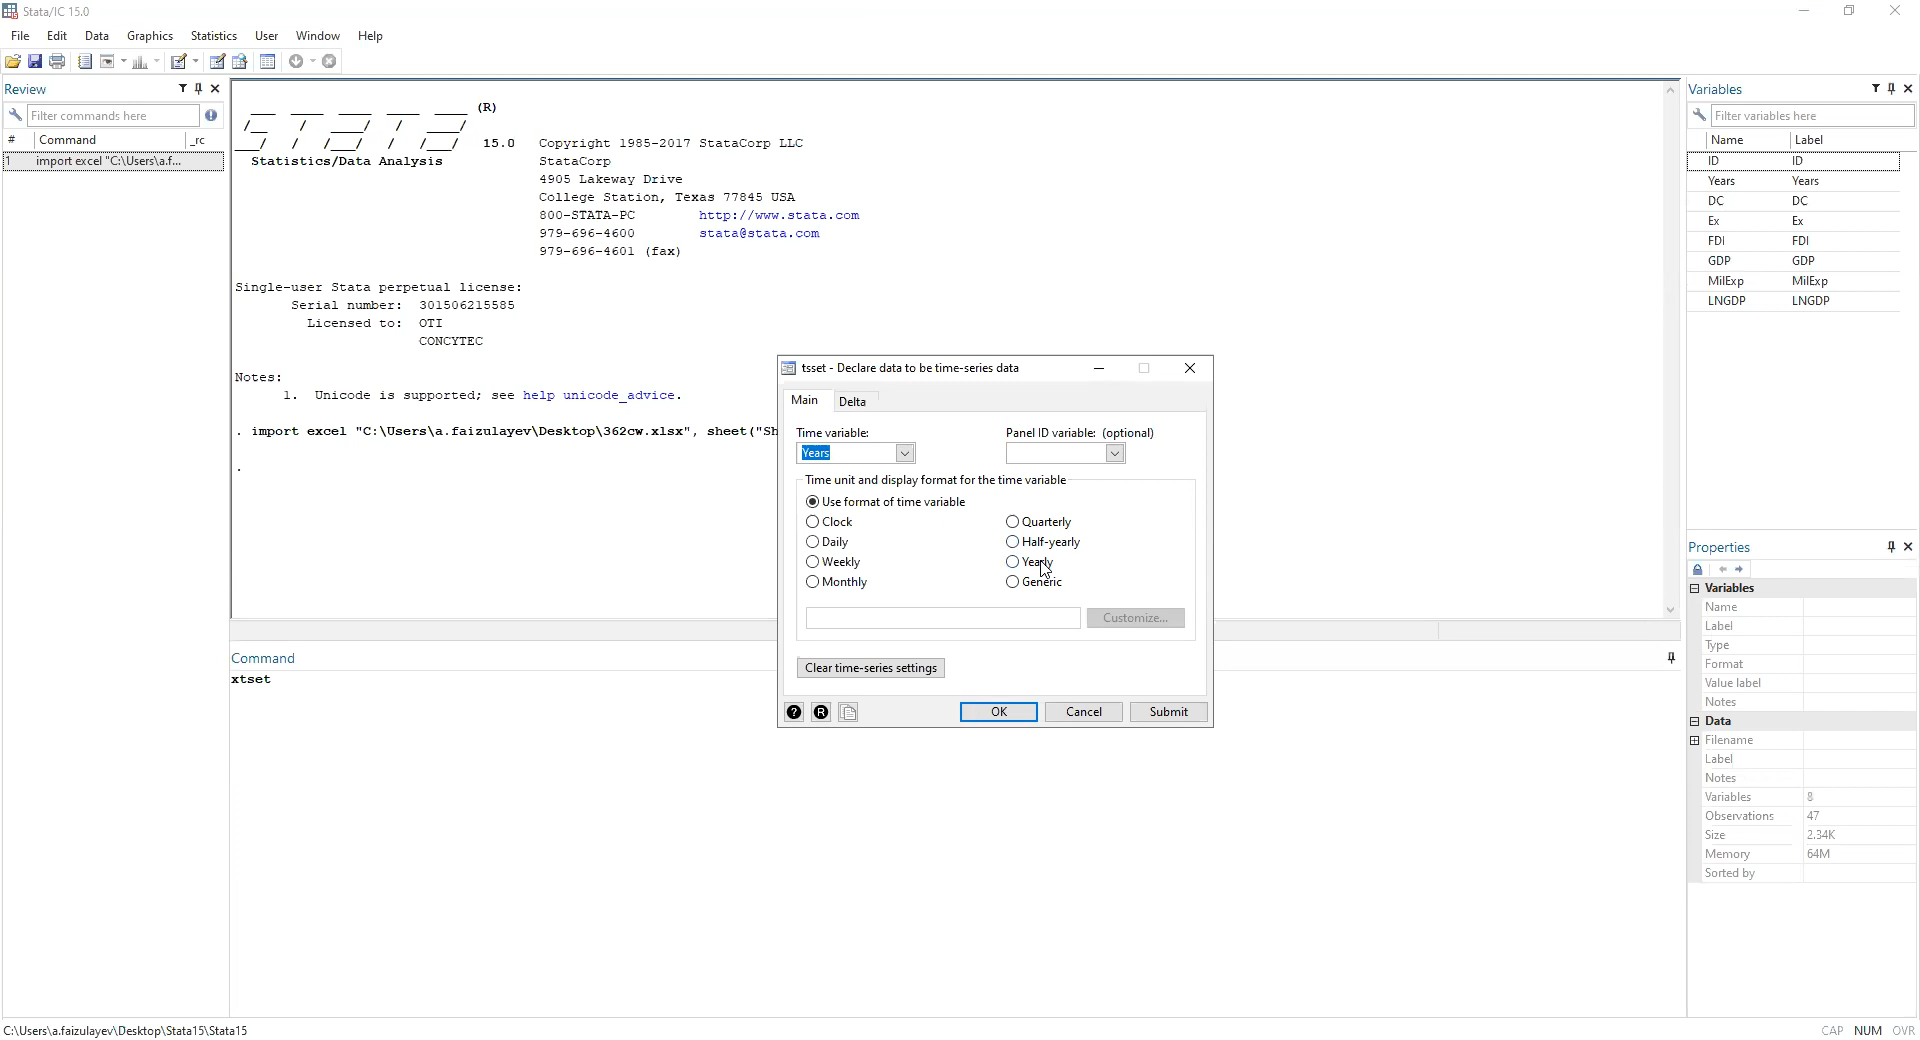 Stata/IC 15.0
File Edit Data Graphics Statistics User Window Help
Review
Filter commands here
# Command _rc
1 import excel "C:\Users\a.f...
(R)
15.0 Copyright 1985-2017 StataCorp LLC
Statistics/Data Analysis StataCorp
4905 Lakeway Drive
College Station, Texas 77845 USA
800-STATA-PC http://www.stata.com
979-696-4600 stata@stata.com
979-696-4601 (fax)
Single-user Stata perpetual license:
Serial number: 301506215585
Licensed to: OTI
CONCYTEC
Notes:
1. Unicode is supported; see help unicode_advice.
. import excel "C:\Users\a.faizulayev\Desktop\362cw.xlsx", sheet("Sh
.
Command
xtset
tsset - Declare data to be time-series data
Main Delta
Time variable: Panel ID variable: (optional)
Years
Time unit and display format for the time variable
Use format of time variable
Clock Quarterly
Daily Half-yearly
Weekly Yearly
Monthly Generic
Customize...
Clear time-series settings
? R OK Cancel Submit
Variables
Filter variables here
Name Label
ID ID
Years Years
DC DC
Ex Ex
FDI FDI
GDP GDP
MilExp MilExp
LNGDP LNGDP
Properties
Variables
Name
Label
Type
Format
Value label
Notes
Data
Filename
Label
Notes
Variables 8
Observations 47
Size 2.34K
Memory 64M
Sorted by
C:\Users\a.faizulayev\Desktop\Stata15\Stata15
CAP NUM OVR